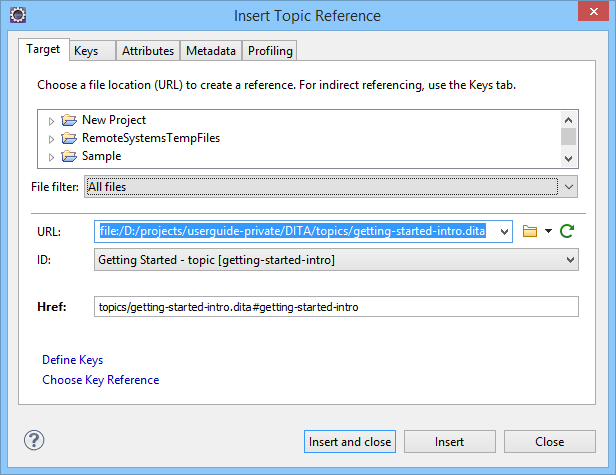 Insert Topic Reference
Target Keys Attributes Metadata Profiling
Choose a file location (URL) to create a reference. For indirect referencing, use the Keys tab.
New Project
RemoteSystemsTempFiles
Sample
File filter: All files
URL: file:/D:/projects/userguide-private/DITA/topics/getting-started-intro.dita
ID: Getting Started - topic [getting-started-intro]
Href: topics/getting-started-intro.dita#getting-started-intro
Define Keys
Choose Key Reference
? Insert and close Insert Close